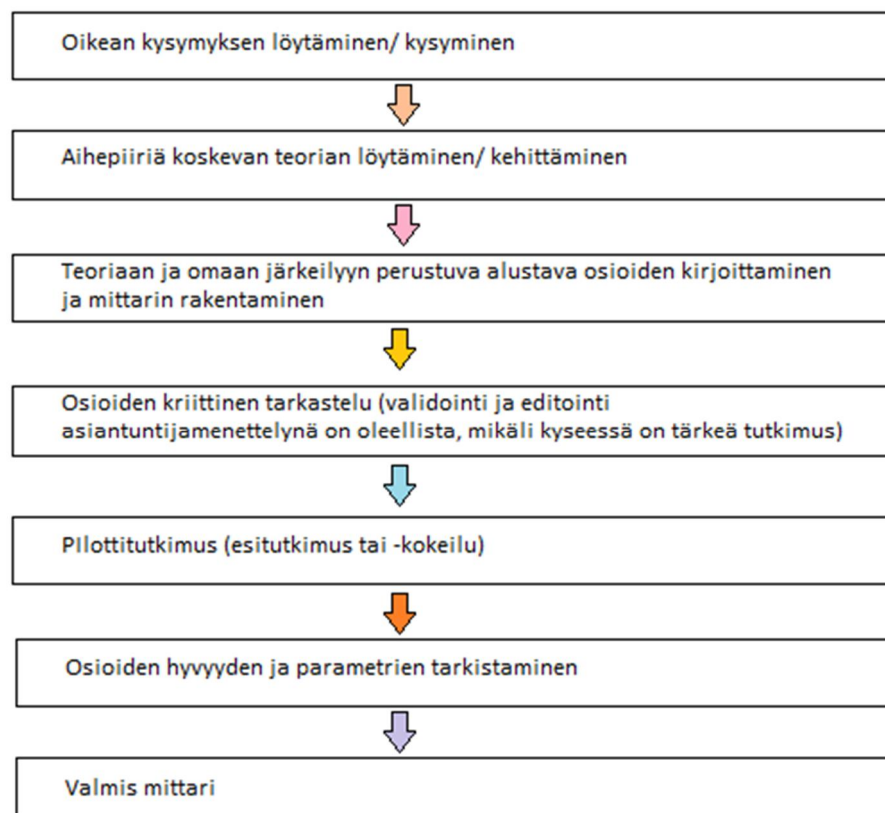 Oikean kysymyksen löytäminen/ kysyminen
Aihepiiriä koskevan teorian löytäminen/ kehittäminen
Teoriaan ja omaan järkeilyyn perustuva alustava osioiden kirjoittaminen
ja mittarin rakentaminen
Osioiden kriittinen tarkastelu (validointi ja editointi
asiantuntijamenettelynä on oleellista, mikäli kyseessä on tärkeä tutkimus)
PIlottitutkimus (esitutkimus tai -kokeilu)
Osioiden hyvyyden ja parametrien tarkistaminen
Valmis mittari